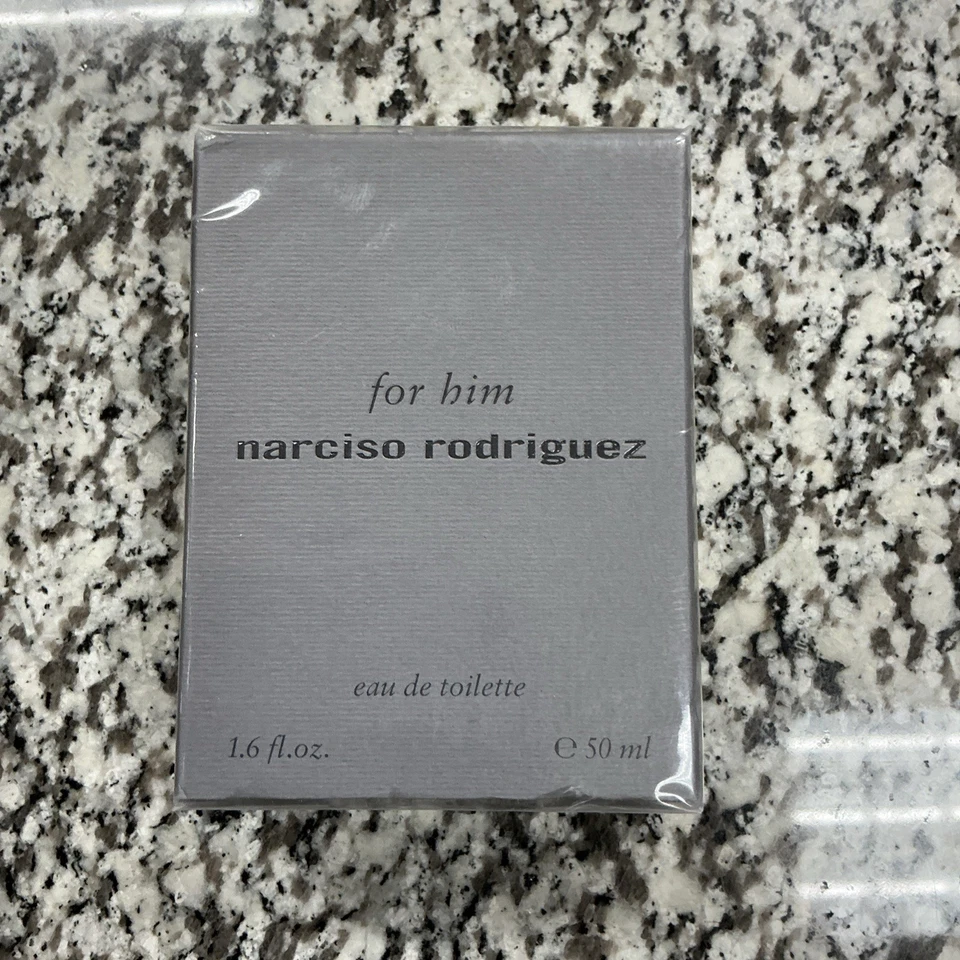 for him
narciso rodriguez
eau de toilette
1.6 fl.oz. ℮ 50 ml